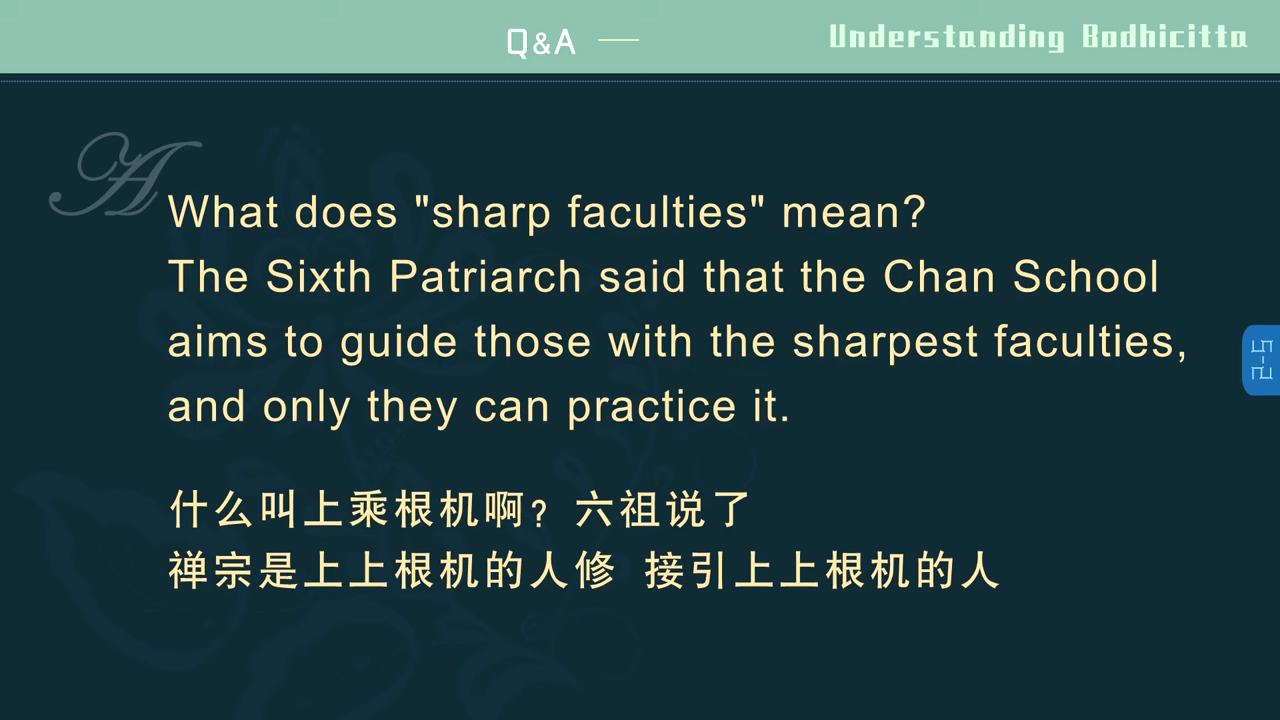 Q&A
Understanding Bodhicitta
A
What does "sharp faculties" mean?
The Sixth Patriarch said that the Chan School
aims to guide those with the sharpest faculties,
and only they can practice it.
5-2
什么叫上乘根机啊？六祖说了
禅宗是上上根机的人修 接引上上根机的人